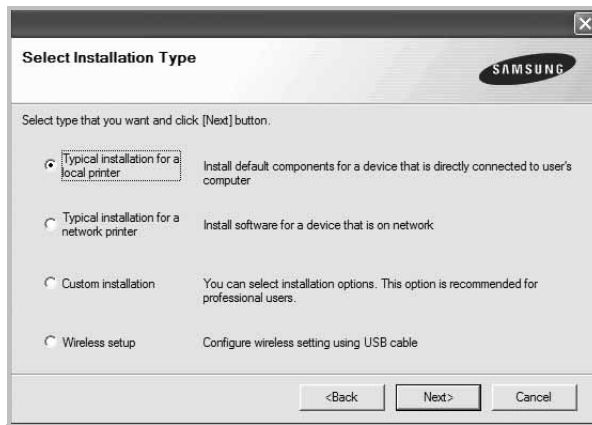 Select Installation Type
SAMSUNG
Select type that you want and click [Next] button.
Typical installation for a
local printer
Install default components for a device that is directly connected to user's
computer
Typical installation for a
network printer
Install software for a device that is on network
Custom installation
You can select installation options. This option is recommended for
professional users.
Wireless setup
Configure wireless setting using USB cable
<Back
Next>
Cancel